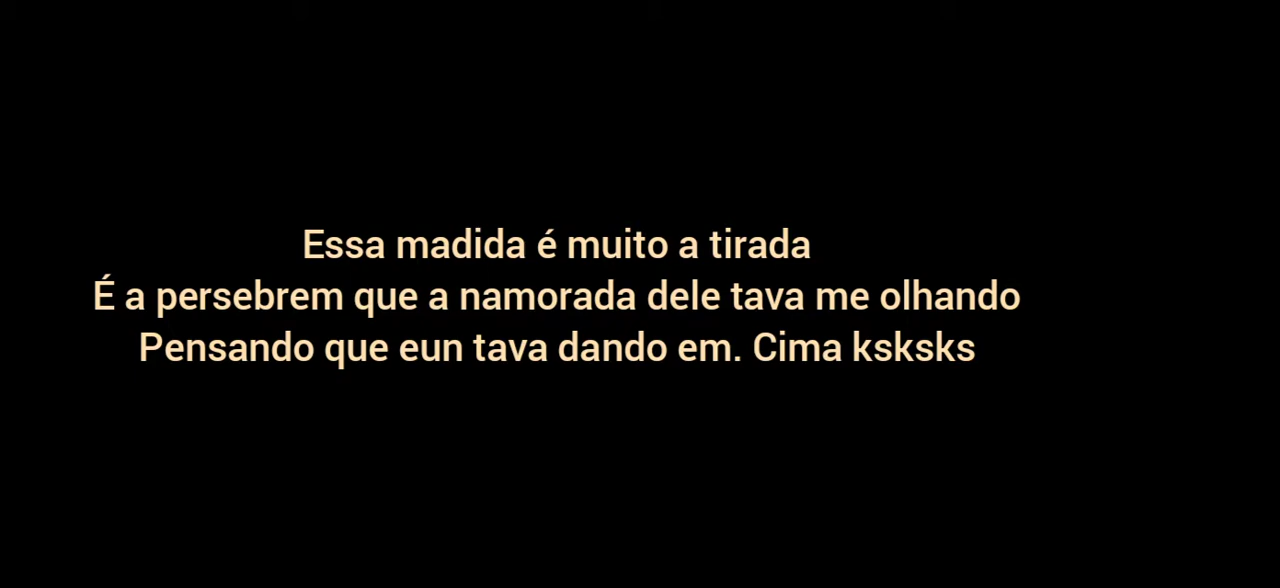 Essa madida é muito a tirada
É a persebrem que a namorada dele tava me olhando
Pensando que eun tava dando em. Cima ksksks